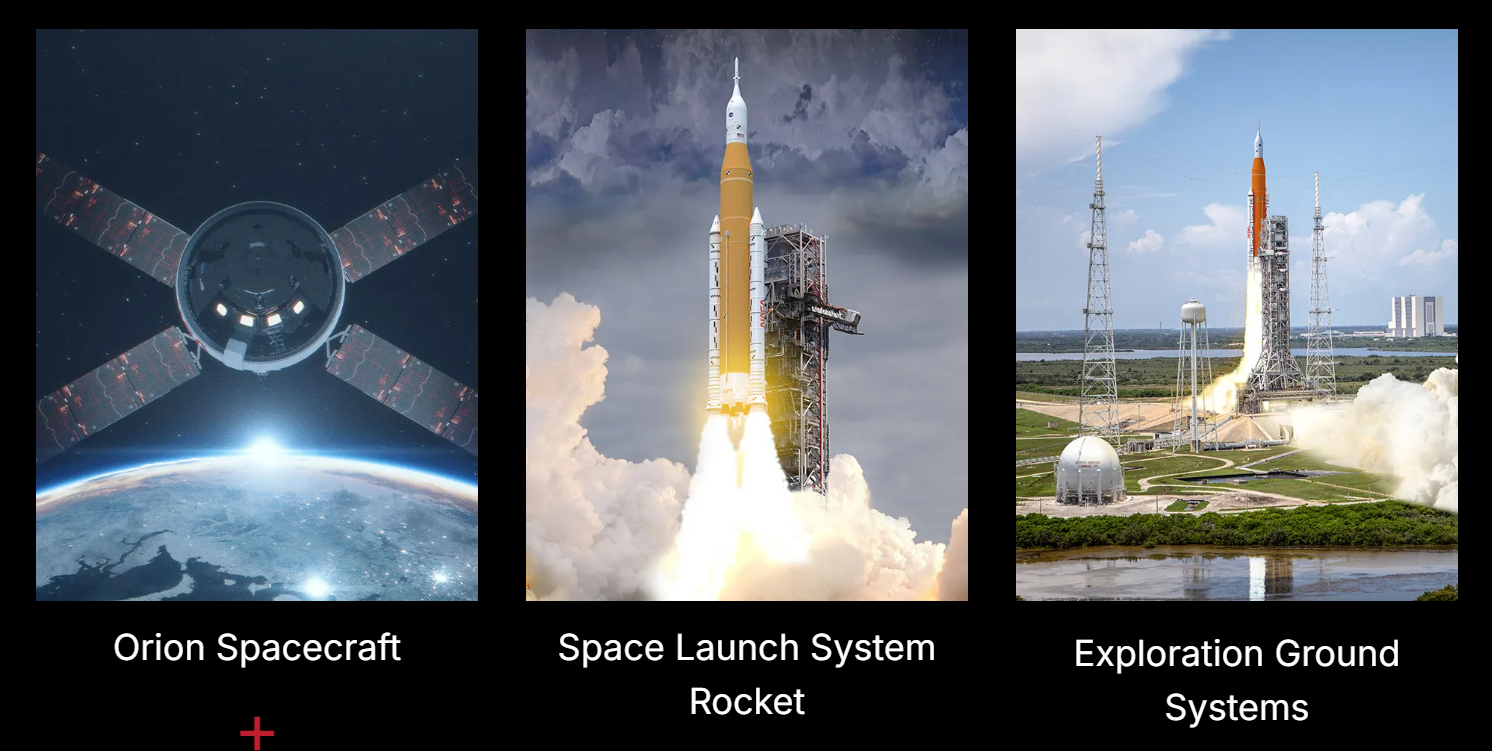 Orion Spacecraft
Space Launch System
Rocket
Exploration Ground
Systems
+